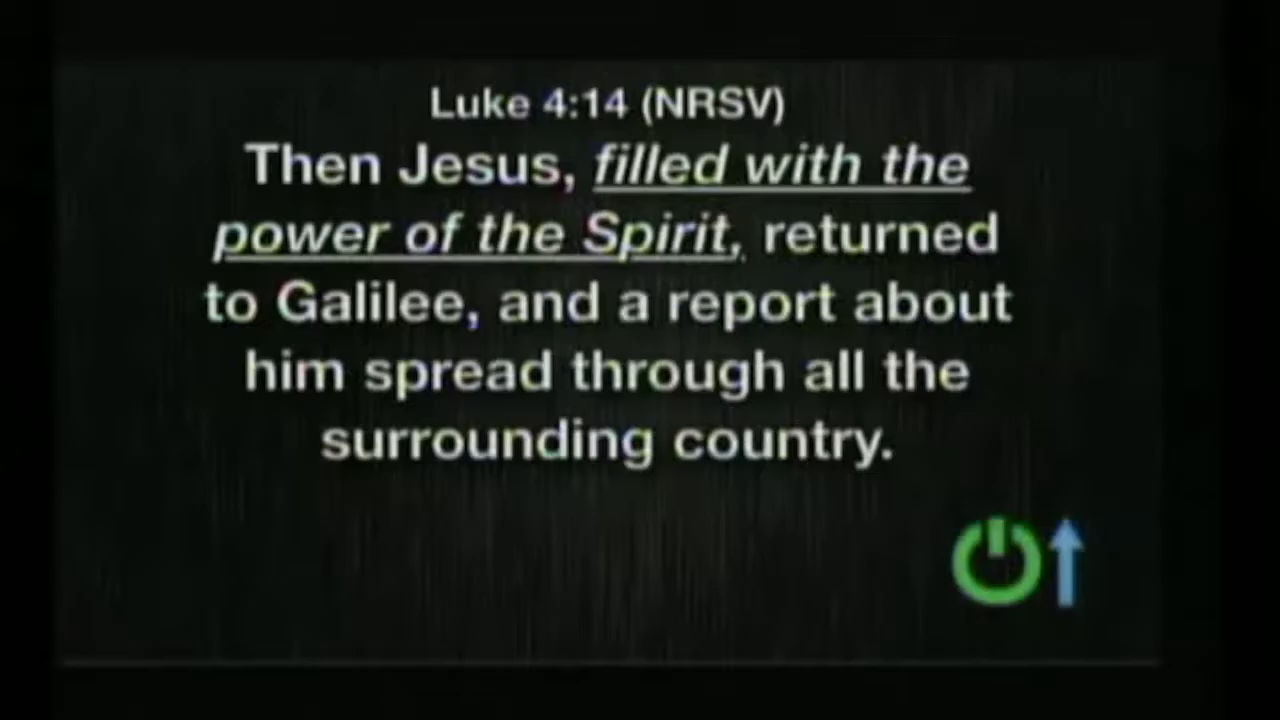 Luke 4:14 (NRSV)
Then Jesus, filled with the
power of the Spirit, returned
to Galilee, and a report about
him spread through all the
surrounding country.